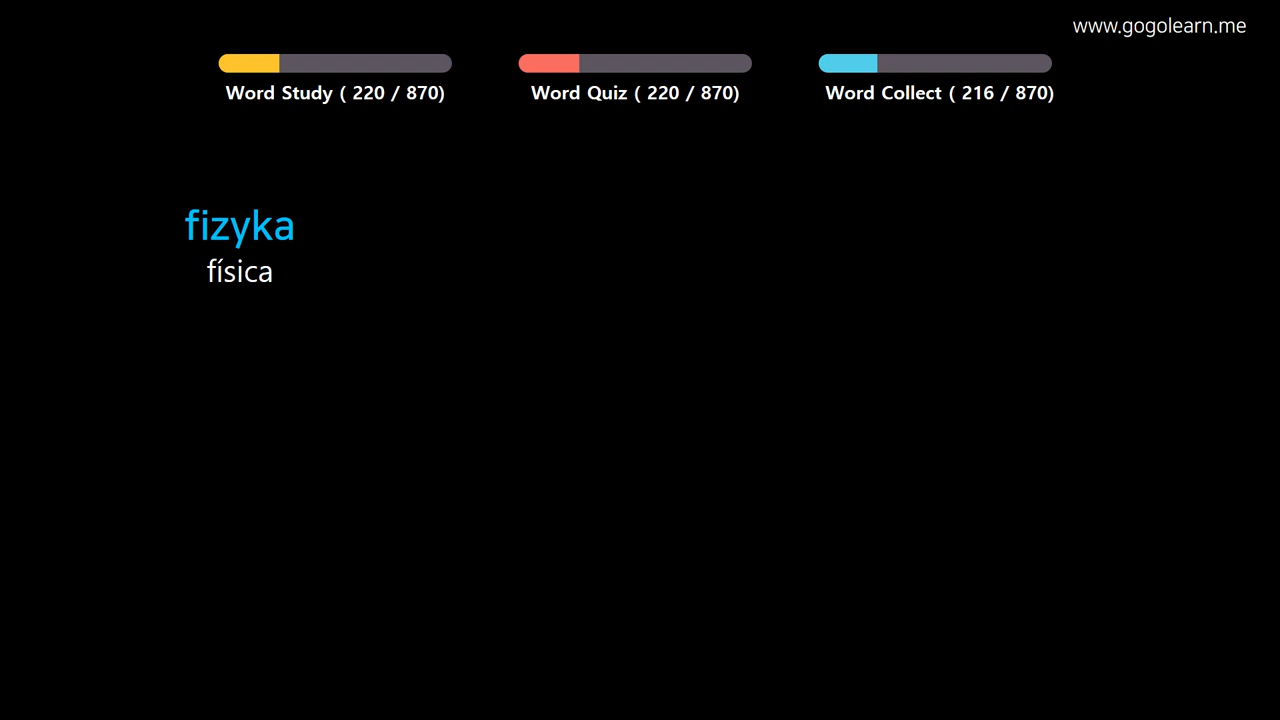 www.gogolearn.me
Word Study ( 220 / 870)
Word Quiz ( 220 / 870)
Word Collect ( 216 / 870)
fizyka
física